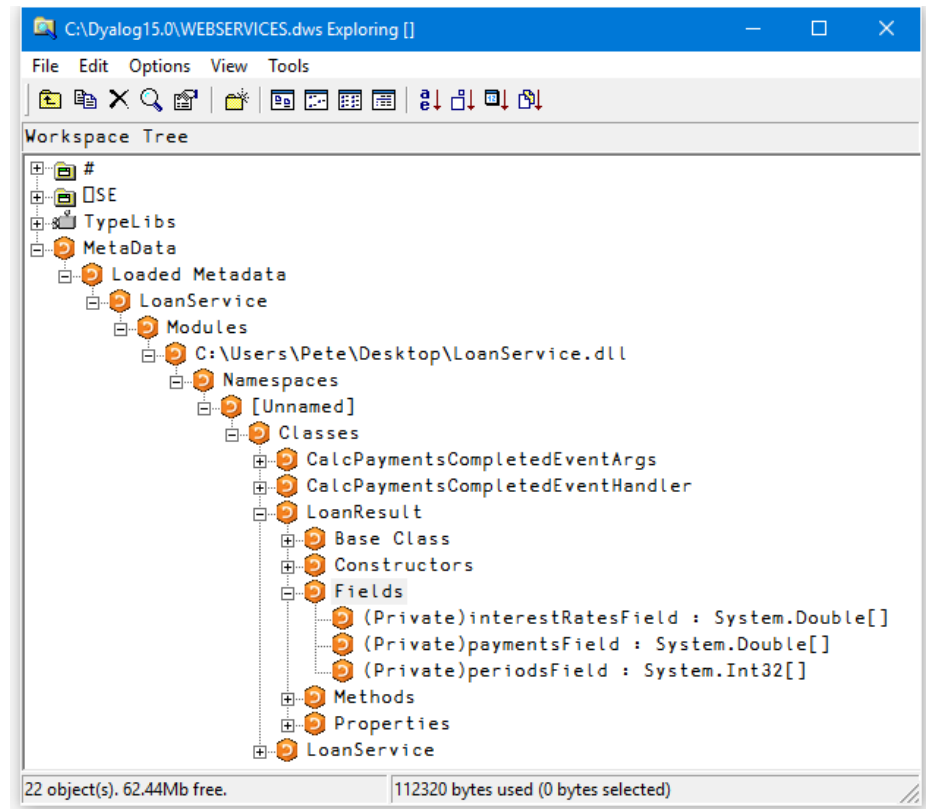 C:\Dyalog15.0\WEBSERVICES.dws Exploring []
File Edit Options View Tools
Workspace Tree
#
⎕SE
TypeLibs
MetaData
Loaded Metadata
LoanService
Modules
C:\Users\Pete\Desktop\LoanService.dll
Namespaces
[Unnamed]
Classes
CalcPaymentsCompletedEventArgs
CalcPaymentsCompletedEventHandler
LoanResult
Base Class
Constructors
Fields
(Private)interestRatesField : System.Double[]
(Private)paymentsField : System.Double[]
(Private)periodsField : System.Int32[]
Methods
Properties
LoanService
22 object(s). 62.44Mb free. 112320 bytes used (0 bytes selected)